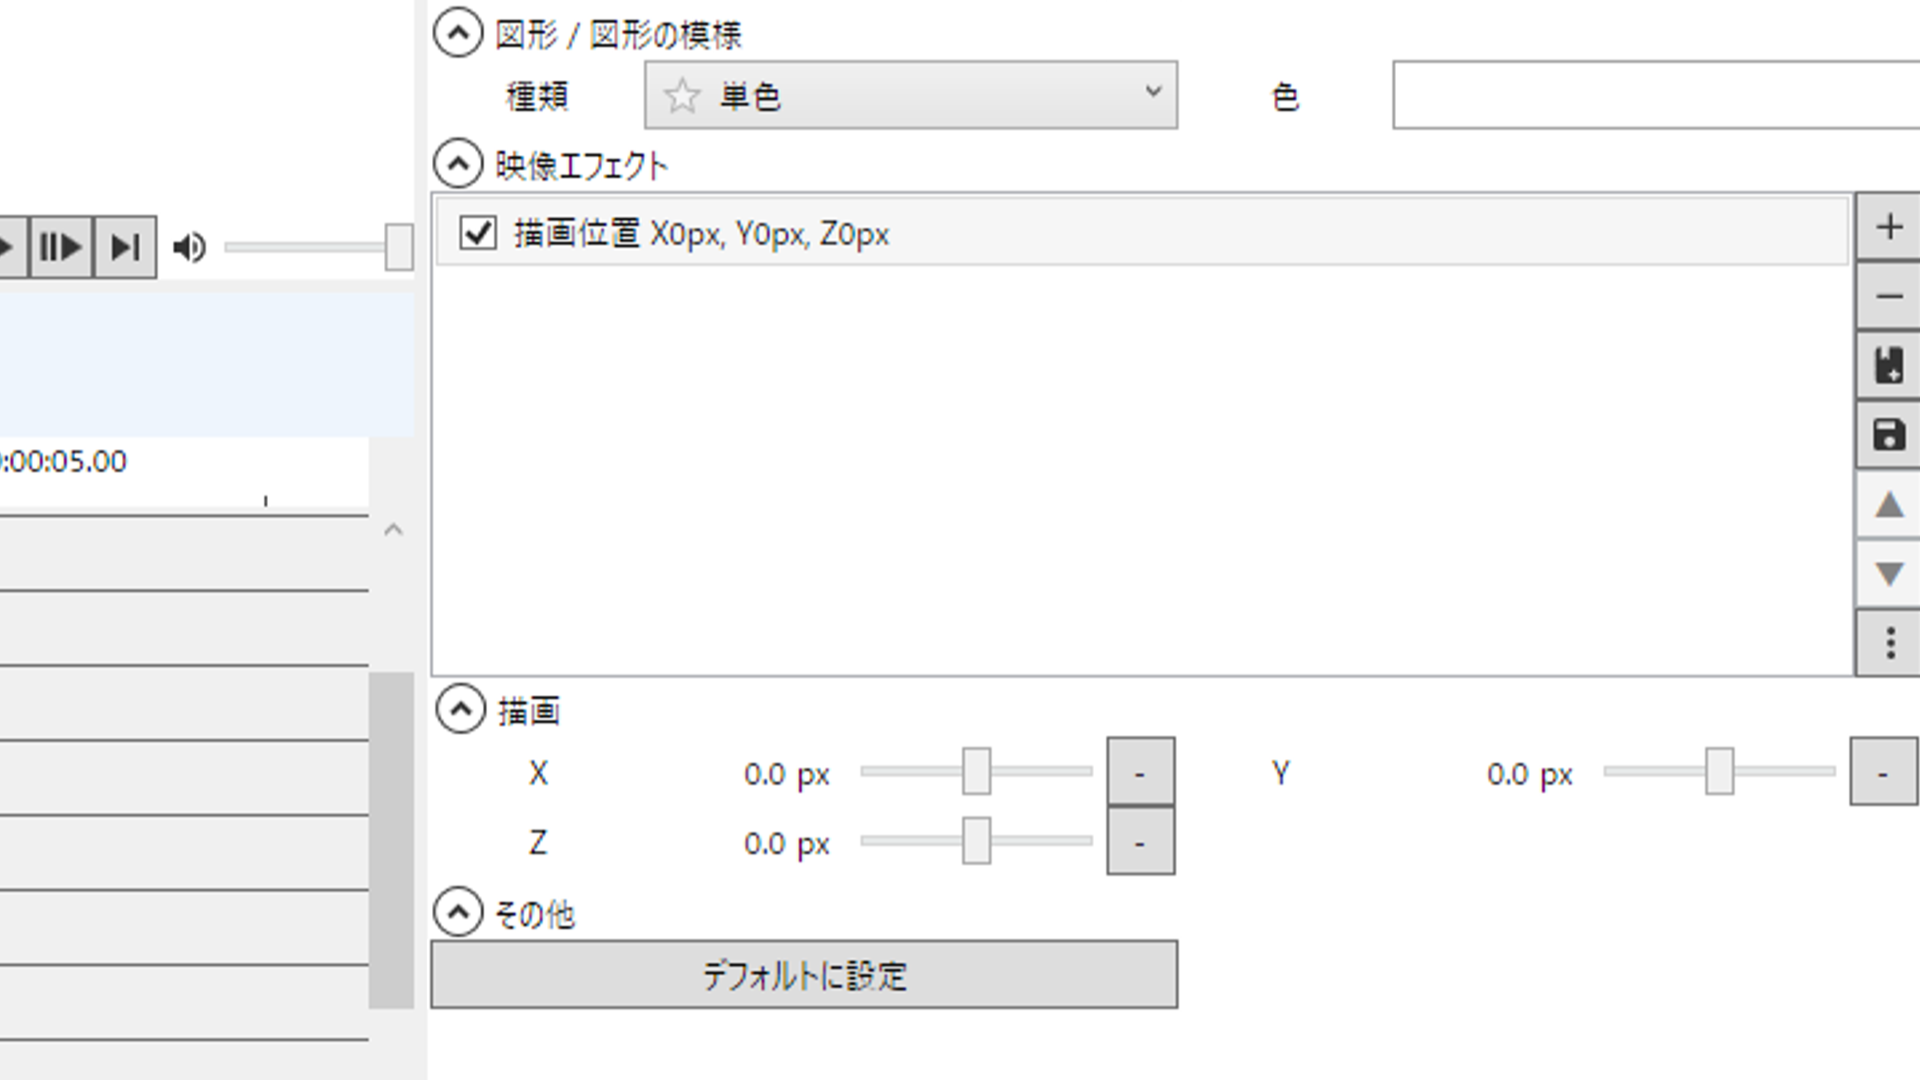 図形 / 図形の模様
種類
単色
色
映像エフェクト
描画位置 X0px, Y0px, Z0px
:00:05.00
描画
X
0.0 px
-
Y
0.0 px
-
Z
0.0 px
-
その他
デフォルトに設定